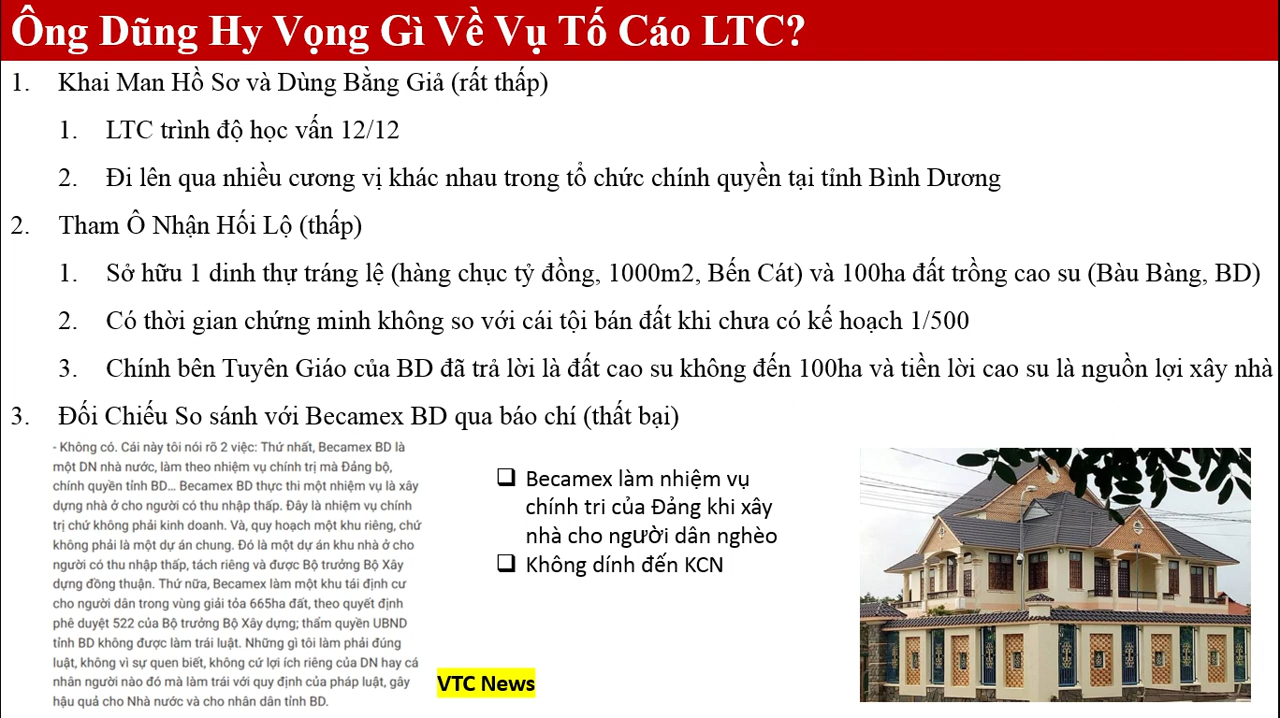 Ông Dũng Hy Vọng Gì Về Vụ Tố Cáo LTC?
1. Khai Man Hồ Sơ và Dùng Bằng Giả (rất thấp)
1. LTC trình độ học vấn 12/12
2. Đi lên qua nhiều cương vị khác nhau trong tổ chức chính quyền tại tỉnh Bình Dương
2. Tham Ô Nhận Hối Lộ (thấp)
1. Sở hữu 1 dinh thự tráng lệ (hàng chục tỷ đồng, 1000m2, Bến Cát) và 100ha đất trồng cao su (Bàu Bàng, BD)
2. Có thời gian chứng minh không so với cái tội bán đất khi chưa có kế hoạch 1/500
3. Chính bên Tuyên Giáo của BD đã trả lời là đất cao su không đến 100ha và tiền lời cao su là nguồn lợi xây nhà
3. Đối Chiếu So sánh với Becamex BD qua báo chí (thất bại)
- Không có. Cái này tôi nói rõ 2 việc: Thứ nhất, Becamex BD là
một DN nhà nước, làm theo nhiệm vụ chính trị mà Đảng bộ,
chính quyền tỉnh BD... Becamex BD thực thi một nhiệm vụ là xây
dựng nhà ở cho người có thu nhập thấp. Đây là nhiệm vụ chính
trị chứ không phải kinh doanh. Và, quy hoạch một khu riêng, chứ
không phải là một dự án chung. Đó là một dự án khu nhà ở cho
người có thu nhập thấp, tách riêng và được Bộ trưởng Bộ Xây
dựng đồng thuận. Thứ nữa, Becamex làm một khu tái định cư
cho người dân trong vùng giải tỏa 665ha đất, theo quyết định
phê duyệt 522 của Bộ trưởng Bộ Xây dựng; thẩm quyền UBND
tỉnh BD không được làm trái luật. Những gì tôi làm phải đúng
luật, không vì sự quen biết, không cứ lợi ích riêng của DN hay cá
nhân người nào đó mà làm trái với quy định của pháp luật, gây
hậu quả cho Nhà nước và cho nhân dân tỉnh BD.
Becamex làm nhiệm vụ
chính tri của Đảng khi xây
nhà cho người dân nghèo
Không dính đến KCN
VTC News